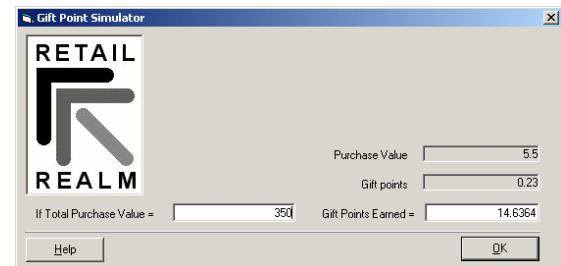 Gift Point Simulator
RETAIL
REALM
Purchase Value 5.5
Gift points 0.23
If Total Purchase Value = 350 Gift Points Earned = 14.6364
Help OK